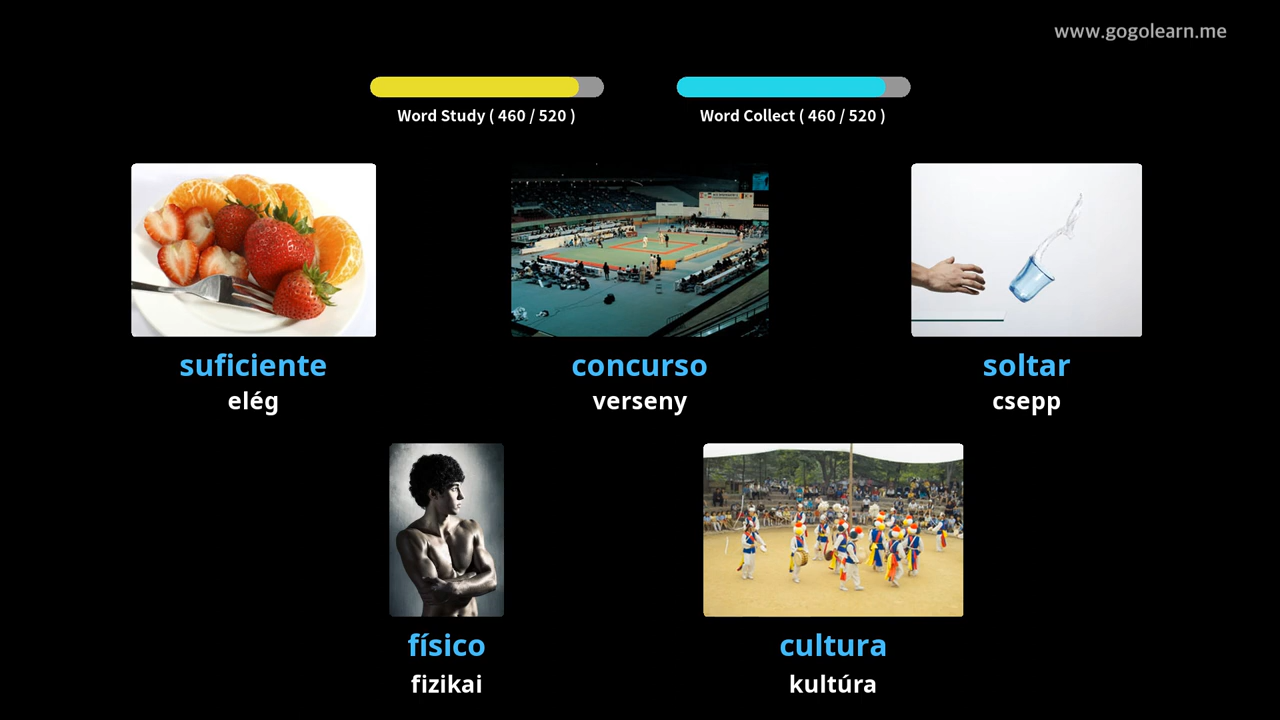 www.gogolearn.me
Word Study ( 460 / 520 )
Word Collect ( 460 / 520 )
suficiente
elég
concurso
verseny
soltar
csepp
físico
fizikai
cultura
kultúra